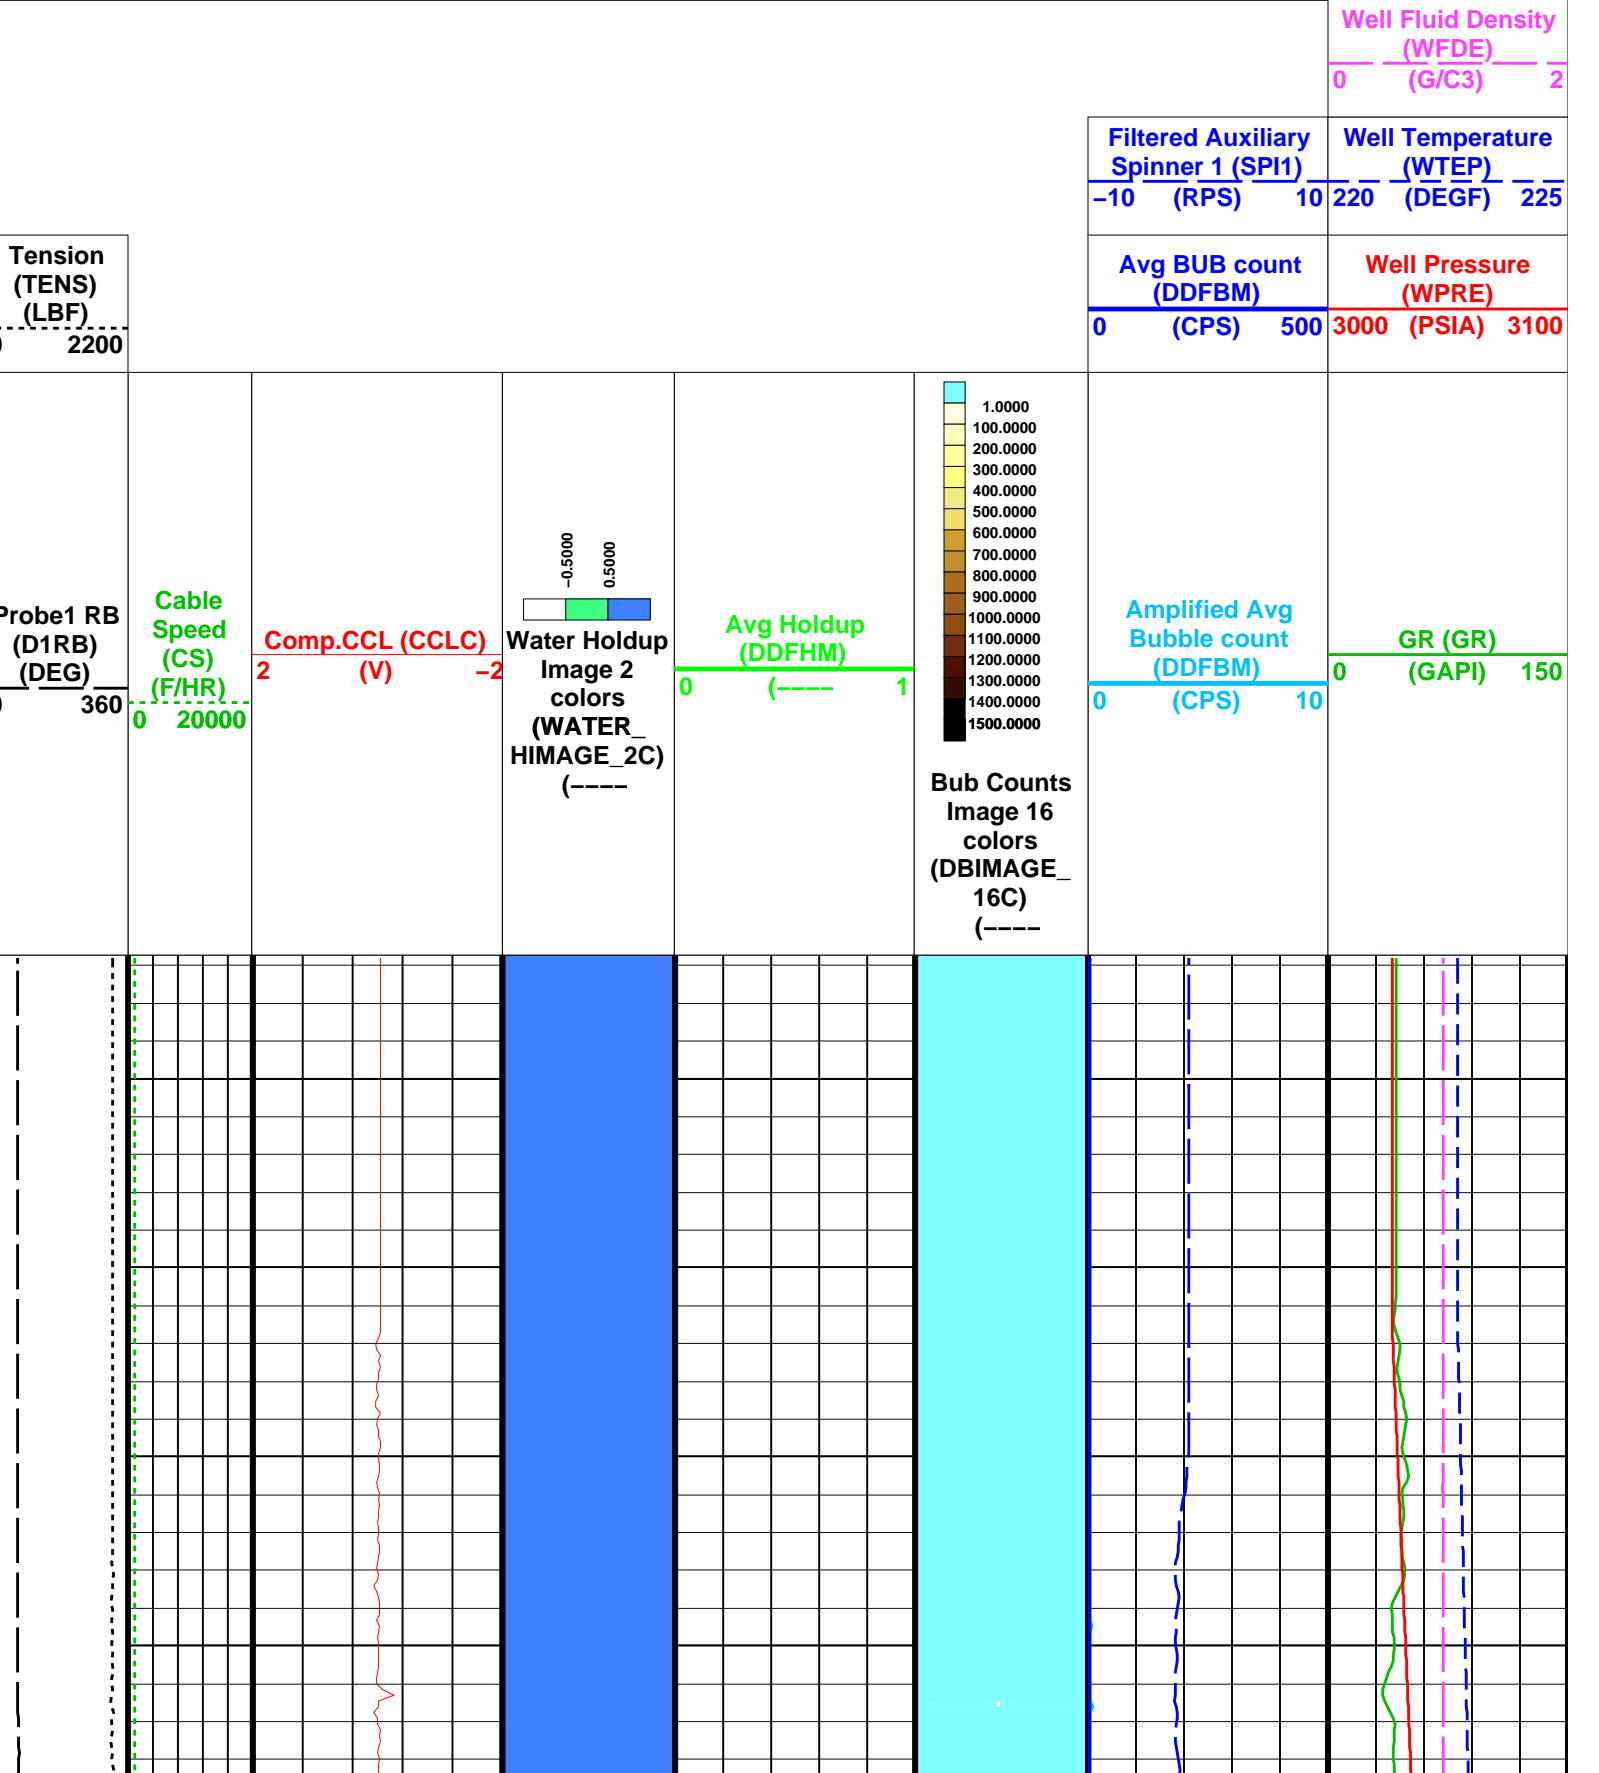 Well Fluid Density
(WFDE)
0 (G/C3) 2
Filtered Auxiliary
Spinner 1 (SPI1)
−10 (RPS) 10
Well Temperature
(WTEP)
220 (DEGF) 225
Tension
(TENS)
(LBF)
2200
Avg BUB count
(DDFBM)
0 (CPS) 500
Well Pressure
(WPRE)
3000 (PSIA) 3100
Probe1 RB
(D1RB)
(DEG)
360
Cable
Speed
(CS)
(F/HR)
0 20000
Comp.CCL (CCLC)
2 (V) −2
−0.5000
0.5000
Water Holdup
Image 2
colors
(WATER_
HIMAGE_2C)
(−−−−
Avg Holdup
(DDFHM)
0 (−−−− 1
1.0000
100.0000
200.0000
300.0000
400.0000
500.0000
600.0000
700.0000
800.0000
900.0000
1000.0000
1100.0000
1200.0000
1300.0000
1400.0000
1500.0000
Bub Counts
Image 16
colors
(DBIMAGE_
16C)
(−−−−
Amplified Avg
Bubble count
(DDFBM)
0 (CPS) 10
GR (GR)
0 (GAPI) 150